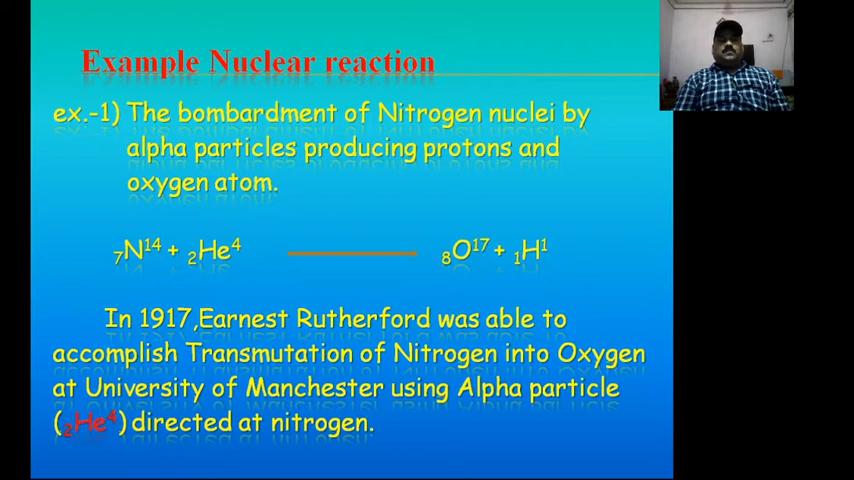 Example Nuclear reaction
ex.-1) The bombardment of Nitrogen nuclei by
alpha particles producing protons and
oxygen atom.
₇N¹⁴ + ₂He⁴ ₈O¹⁷ + ₁H¹
In 1917,Earnest Rutherford was able to
accomplish Transmutation of Nitrogen into Oxygen
at University of Manchester using Alpha particle
(₂He⁴) directed at nitrogen.